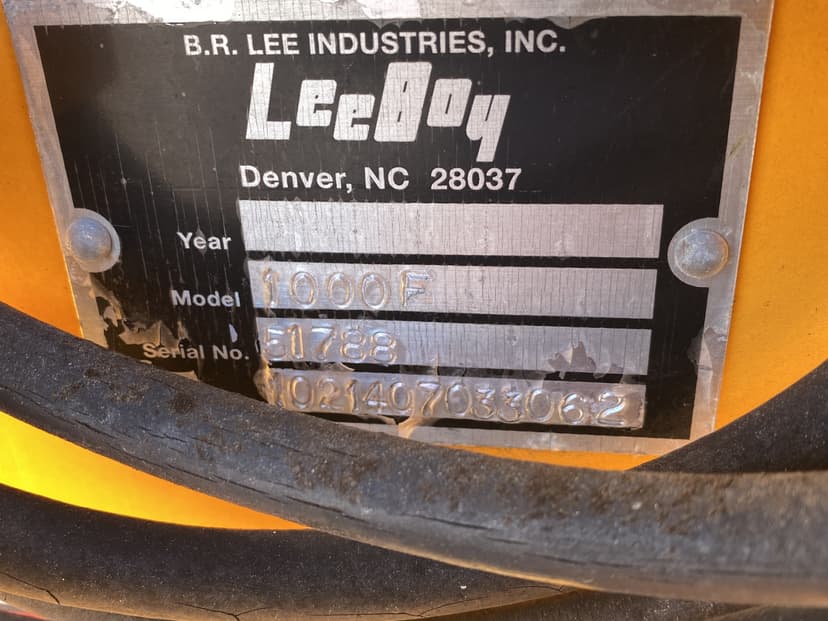 B.R. LEE INDUSTRIES, INC.
LeeBoy
Denver, NC 28037
Year
Model 1000F
Serial No. 51788
1021407033062